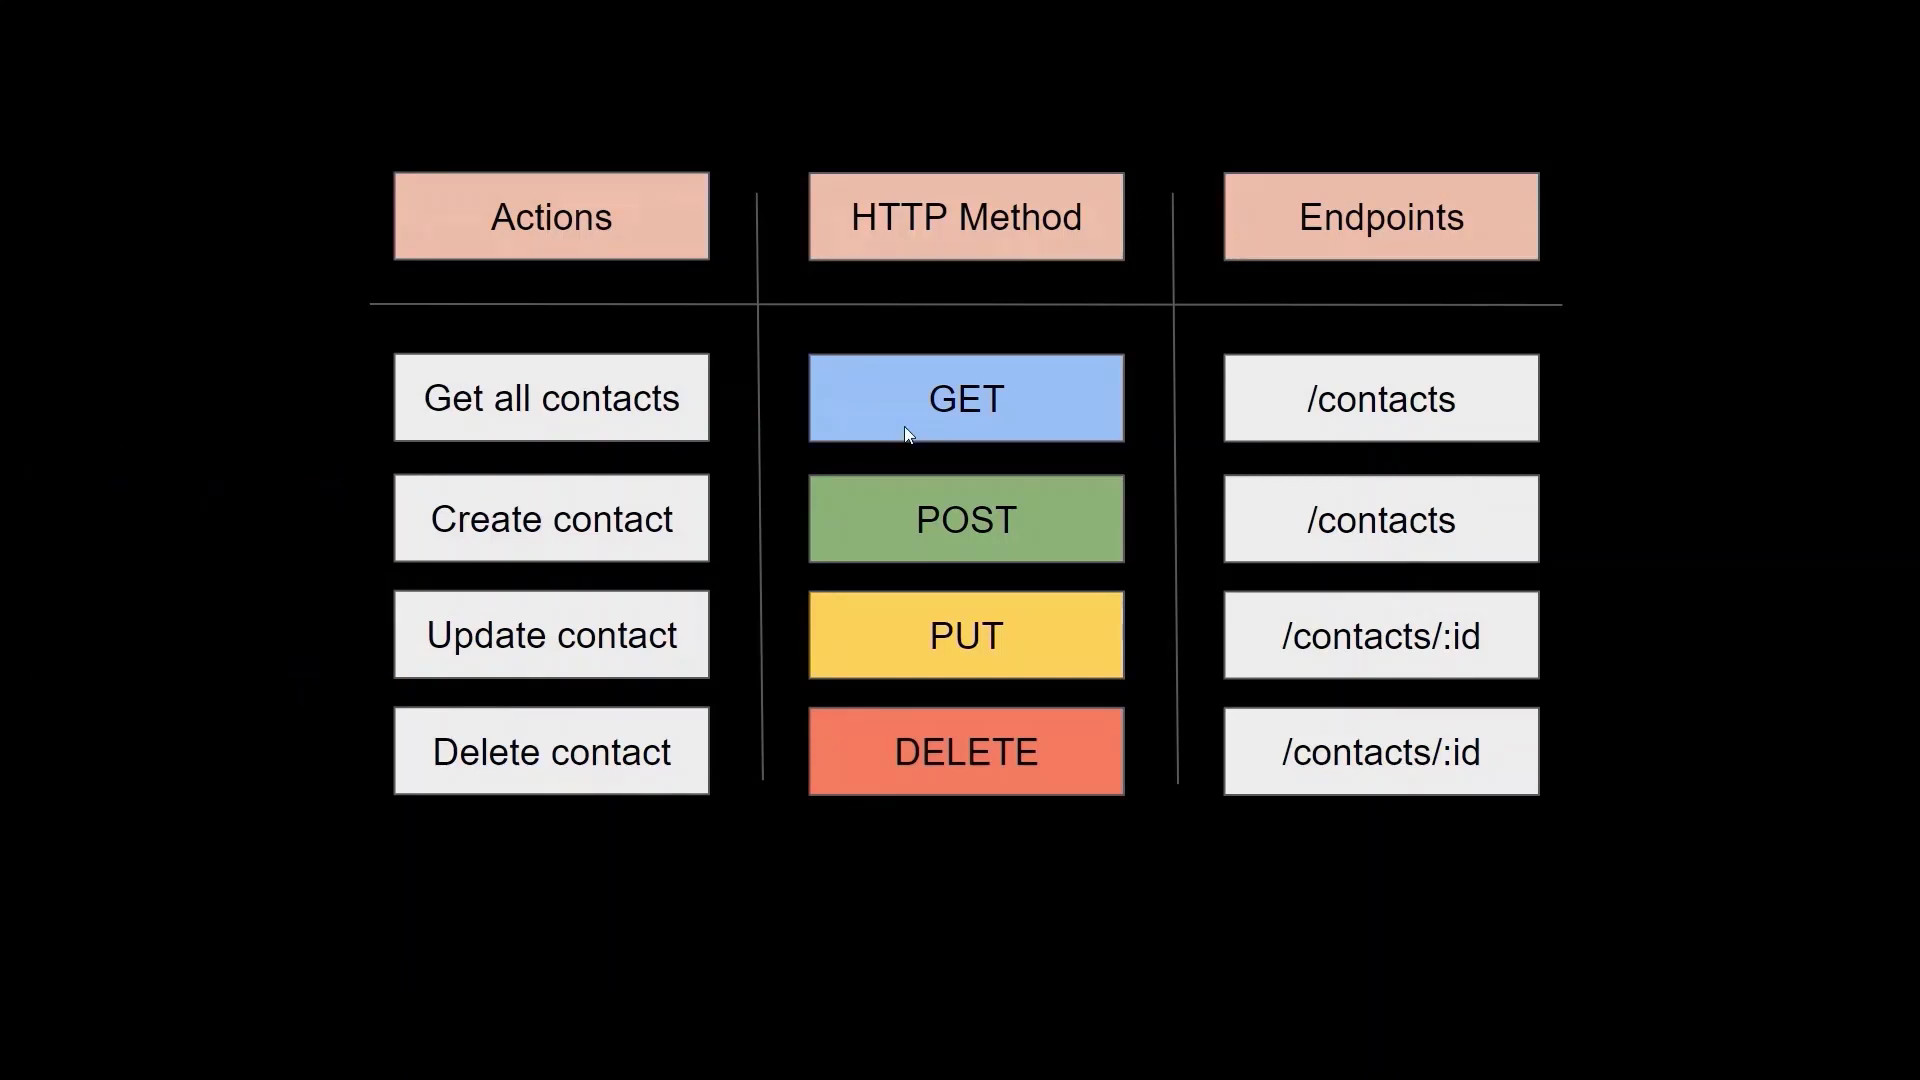 Actions
HTTP Method
Endpoints
Get all contacts
GET
/contacts
Create contact
POST
/contacts
Update contact
PUT
/contacts/:id
Delete contact
DELETE
/contacts/:id